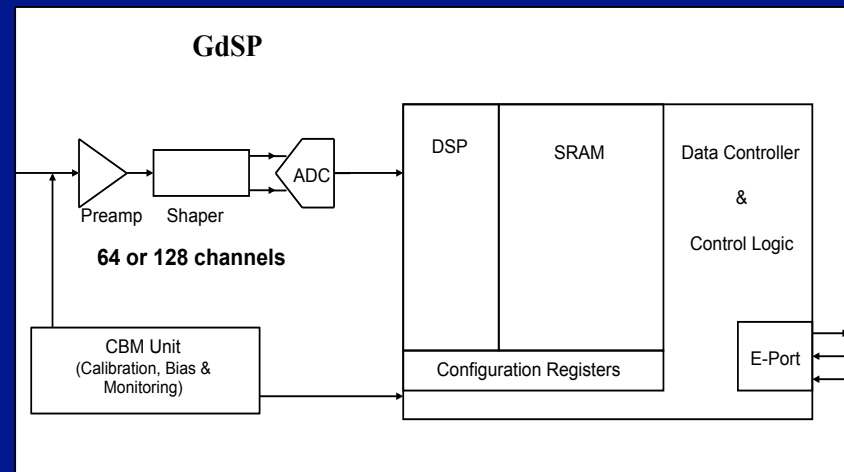 GdSP
DSP
SRAM
Data Controller
&
Control Logic
ADC
Preamp
Shaper
64 or 128 channels
CBM Unit
(Calibration, Bias &
Monitoring)
Configuration Registers
E-Port